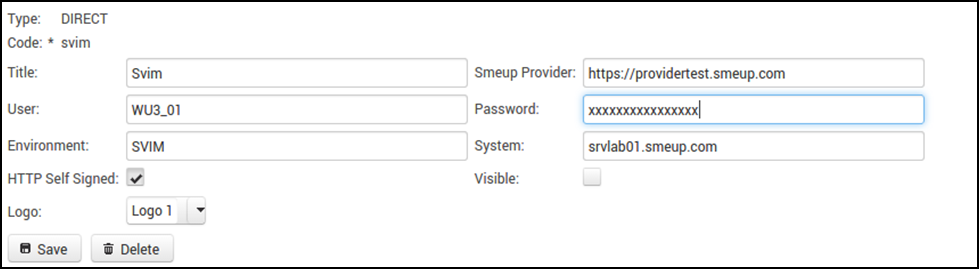 Type: DIRECT
Code: * svim
Title: Svim Smeup Provider: https://providertest.smeup.com
User: WU3_01 Password: xxxxxxxxxxxxxxxx
Environment: SVIM System: srvlab01.smeup.com
HTTP Self Signed: Visible:
Logo: Logo 1
Save Delete